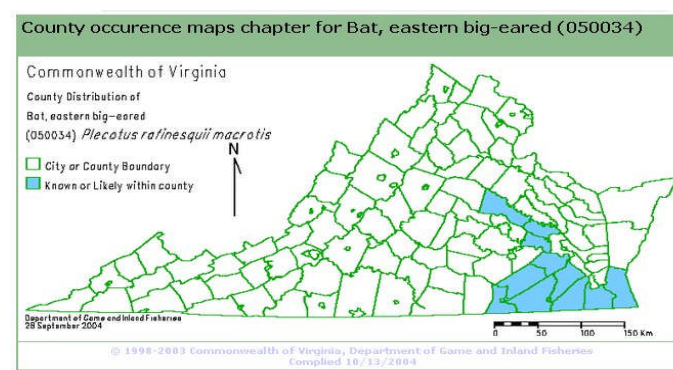 County occurence maps chapter for Bat, eastern big-eared (050034)
Commonwealth of Virginia
County Distribution of
Bat, eastern big-eared
(050034) Plecotus rafinesquii macrotis
N
City or County Boundary
Known or Likely within county
Department of Game and Inland Fisheries
28 September 2004
0 50 100 150 Km
© 1998-2003 Commonwealth of Virginia, Department of Game and Inland Fisheries
Complied 10/13/2004